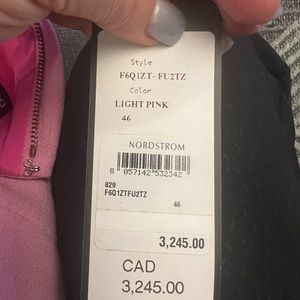 Style
F6Q1ZT- FU2TZ
Color
LIGHT PINK
46
NORDSTROM
8 057142 532342
829
F6Q1ZTFU2TZ
46
3,245.00
CAD
3,245.00